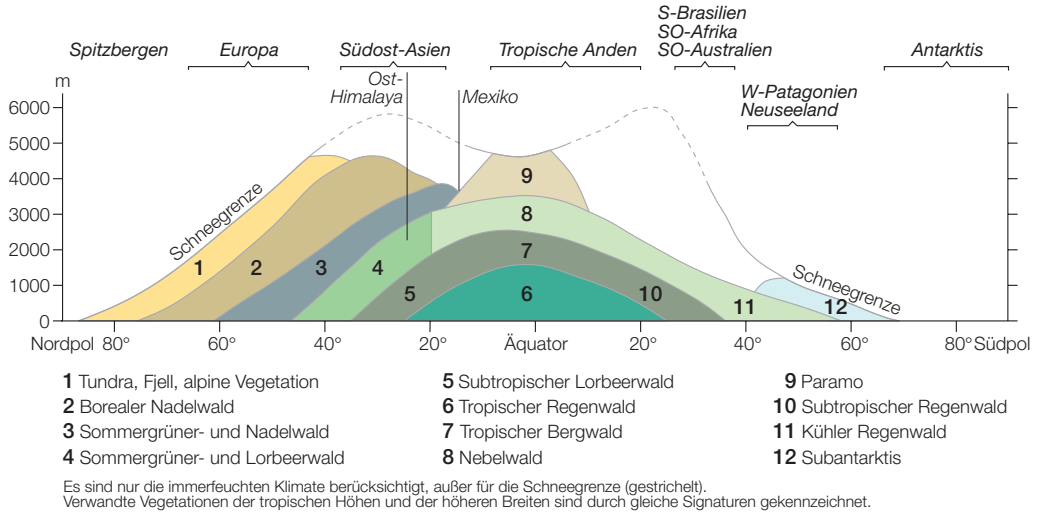 S-Brasilien
SO-Afrika
SO-Australien
Spitzbergen Europa Südost-Asien Tropische Anden Antarktis
m
Ost-
Himalaya
Mexiko
W-Patagonien
Neuseeland
6000
5000
4000
3000
2000
1000
0
Schneegrenze
Schneegrenze
1 2 3 4 5 6 7 8 9 10 11 12
Nordpol 80° 60° 40° 20° Äquator 20° 40° 60° 80° Südpol
1 Tundra, Fjell, alpine Vegetation
2 Borealer Nadelwald
3 Sommergrüner- und Nadelwald
4 Sommergrüner- und Lorbeerwald
5 Subtropischer Lorbeerwald
6 Tropischer Regenwald
7 Tropischer Bergwald
8 Nebelwald
9 Paramo
10 Subtropischer Regenwald
11 Kühler Regenwald
12 Subantarktis
Es sind nur die immerfeuchten Klimate berücksichtigt, außer für die Schneegrenze (gestrichelt).
Verwandte Vegetationen der tropischen Höhen und der höheren Breiten sind durch gleiche Signaturen gekennzeichnet.